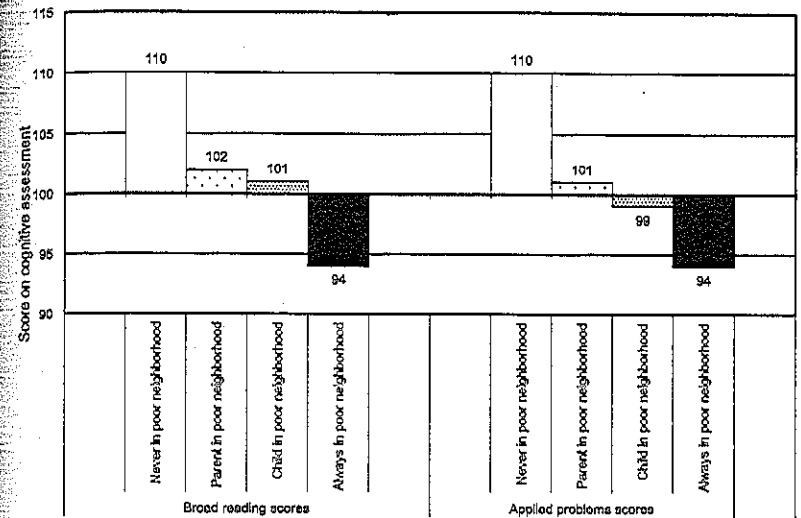 115
110
105
100
95
90
Score on cognitive assessment
110
102
101
94
110
101
99
94
Never in poor neighborhood
Parent in poor neighborhood
Child in poor neighborhood
Always in poor neighborhood
Never in poor neighborhood
Parent in poor neighborhood
Child in poor neighborhood
Always in poor neighborhood
Broad reading scores
Applied problems scores